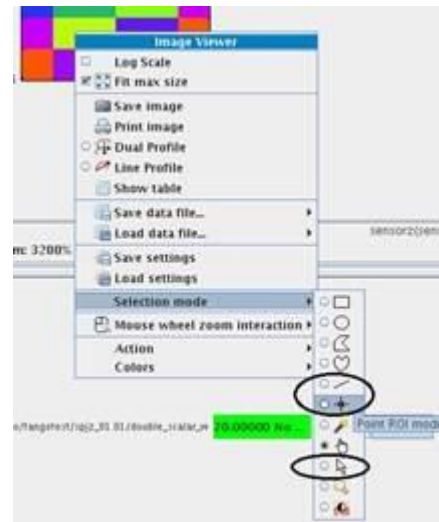 Image Viewer
Log Scale
Fit max size
Save image
Print image
Dual Profile
Line Profile
Show table
Save data file...
Load data file...
Save settings
Load settings
Selection mode
Mouse wheel zoom interaction
Action
Colors
m: 3200%
20.00000 No ...
Point ROI mode